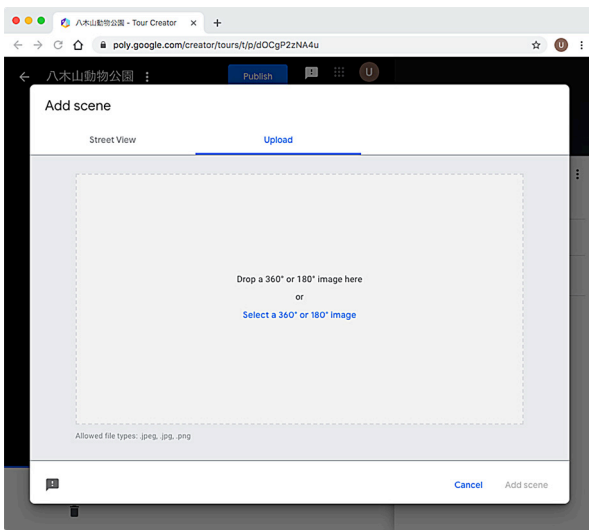 八木山動物公園 - Tour Creator
poly.google.com/creator/tours/t/p/dOCgP2zNA4u
U
八木山動物公園
Publish
U
Add scene
Street View
Upload
Drop a 360° or 180° image here
or
Select a 360° or 180° image
Allowed file types: .jpeg, .jpg, .png
Cancel
Add scene